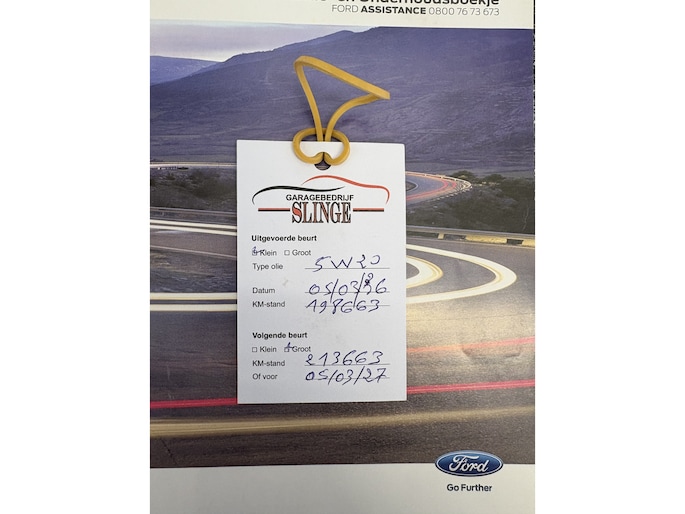 Onderhoudsboekje
FORD ASSISTANCE 0800 76 73 673
GARAGEBEDRIJF
SLINGE
Uitgevoerde beurt
Klein Groot
Type olie 5W20
Datum 05/03/26
KM-stand 198663
Volgende beurt
Klein Groot
KM-stand 213663
Of voor 05/03/27
Ford
Go Further